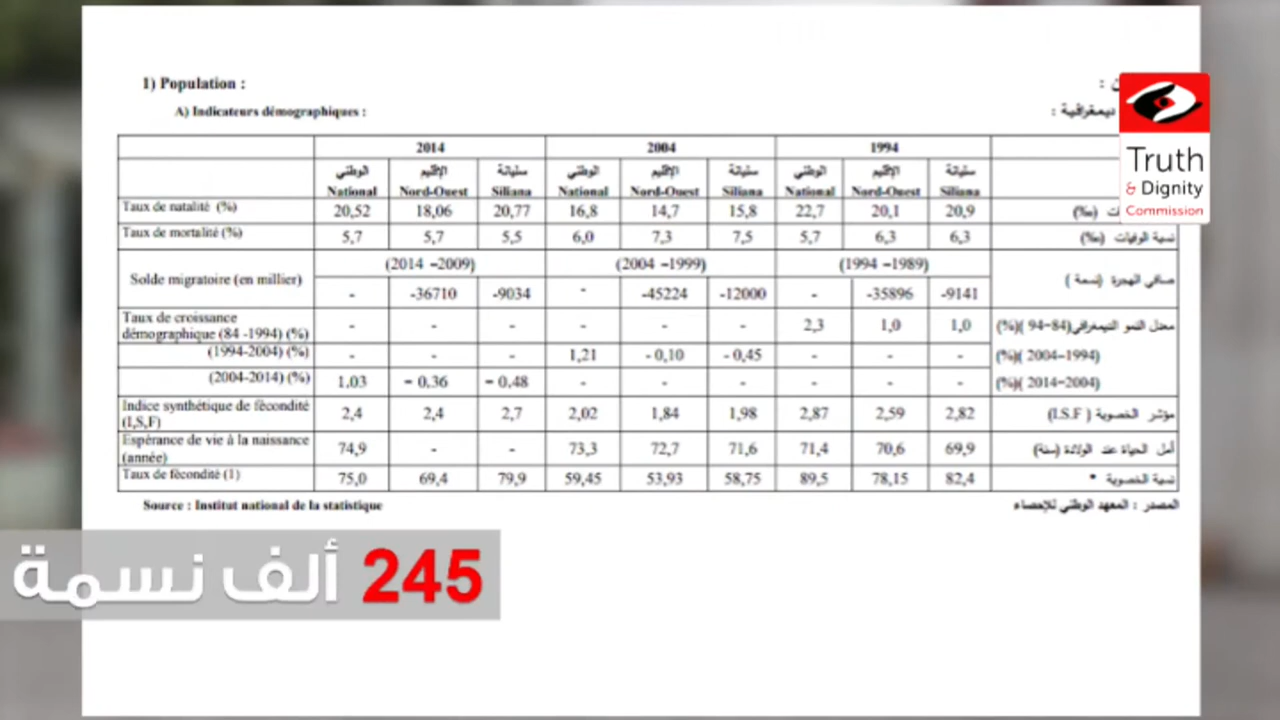 1) Population :
ن :
A) Indicateurs démographiques :
ديمغرافية :
2014 2004 1994
الوطني الإقليم سليانة الوطني الإقليم سليانة الوطني الإقليم سليانة
National Nord-Ouest Siliana National Nord-Ouest Siliana National Nord-Ouest Siliana
Taux de natalité (%) 20,52 18,06 20,77 16,8 14,7 15,8 22,7 20,1 20,9 ات (‰)
Taux de mortalité (%) 5,7 5,7 5,5 6,0 7,3 7,5 5,7 6,3 6,3 نسبة الوفيات (‰)
(2014 –2009) (2004 –1999) (1994 –1989)
Solde migratoire (en millier) - -36710 -9034 - -45224 -12000 - -35896 -9141 صافي الهجرة (نسمة )
Taux de croissance
démographique (84 -1994) (%) - - - - - - 2,3 1,0 1,0 معدل النمو الديمغرافي(84–94 )(%)
(1994-2004) (%) - - - 1,21 - 0,10 - 0,45 - - - (1994–2004 )(%)
(2004-2014) (%) 1,03 – 0,36 – 0,48 - - - - - - (2004–2014 )(%)
Indice synthétique de fécondité
(I,S,F) 2,4 2,4 2,7 2,02 1,84 1,98 2,87 2,59 2,82 مؤشر الخصوبة ( I.S.F)
Espérance de vie à la naissance
(année) 74,9 - - 73,3 72,7 71,6 71,4 70,6 69,9 أمل الحياة عند الولادة (سنة)
Taux de fécondité (1) 75,0 69,4 79,9 59,45 53,93 58,75 89,5 78,15 82,4 نسبة الخصوبة *
Source : Institut national de la statistique
المصدر : المعهد الوطني للإحصاء
245 ألف نسمة
Truth
& Dignity
Commission